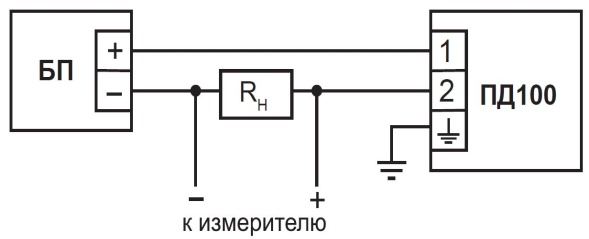 БП
+
–
Rн
1
2
ПД100
– +
к измерителю